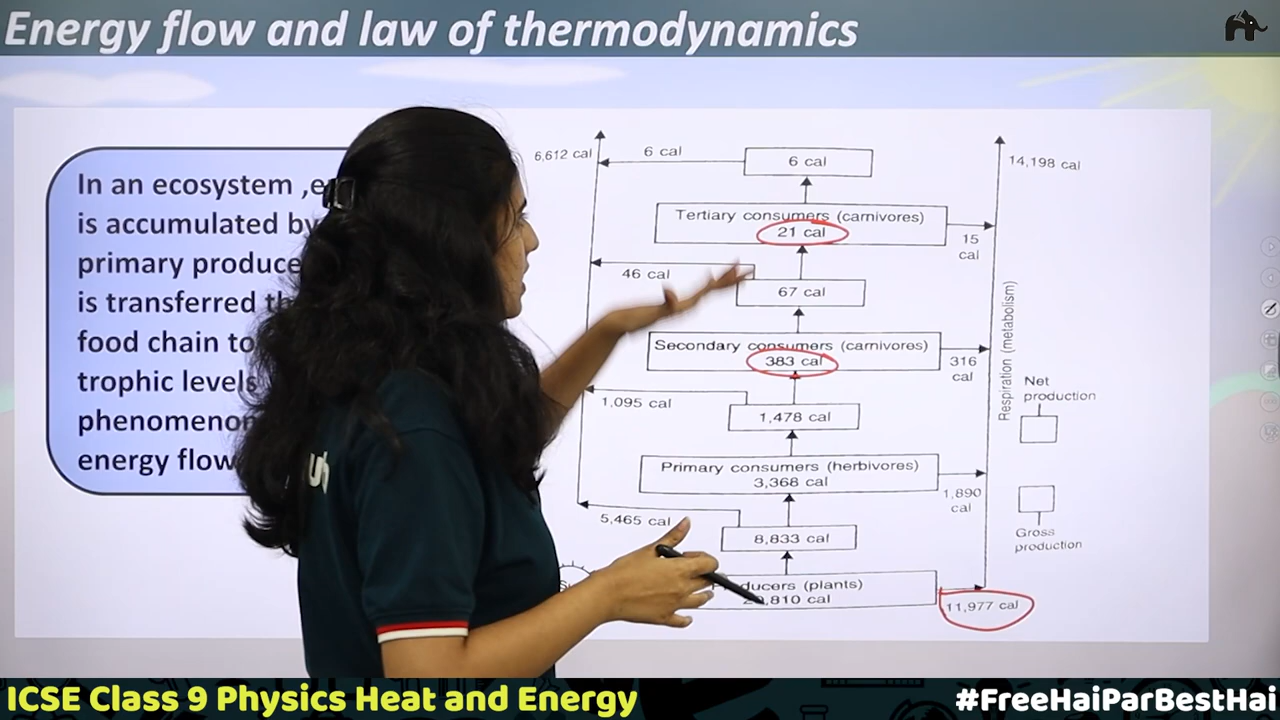 Energy flow and law of thermodynamics
In an ecosystem ,e
is accumulated by
primary produce
is transferred th
food chain to
trophic levels
phenomenon
energy flow
6,612 cal
6 cal
6 cal
14,198 cal
Tertiary consumers (carnivores)
21 cal
15
cal
46 cal
67 cal
Secondary consumers (carnivores)
383 cal
316
cal
Respiration (metabolism)
Net
production
1,095 cal
1,478 cal
Primary consumers (herbivores)
3,368 cal
1,890
cal
5,465 cal
8,833 cal
Gross
production
ducers (plants)
,810 cal
11,977 cal
ICSE Class 9 Physics Heat and Energy
#FreeHaiParBestHai